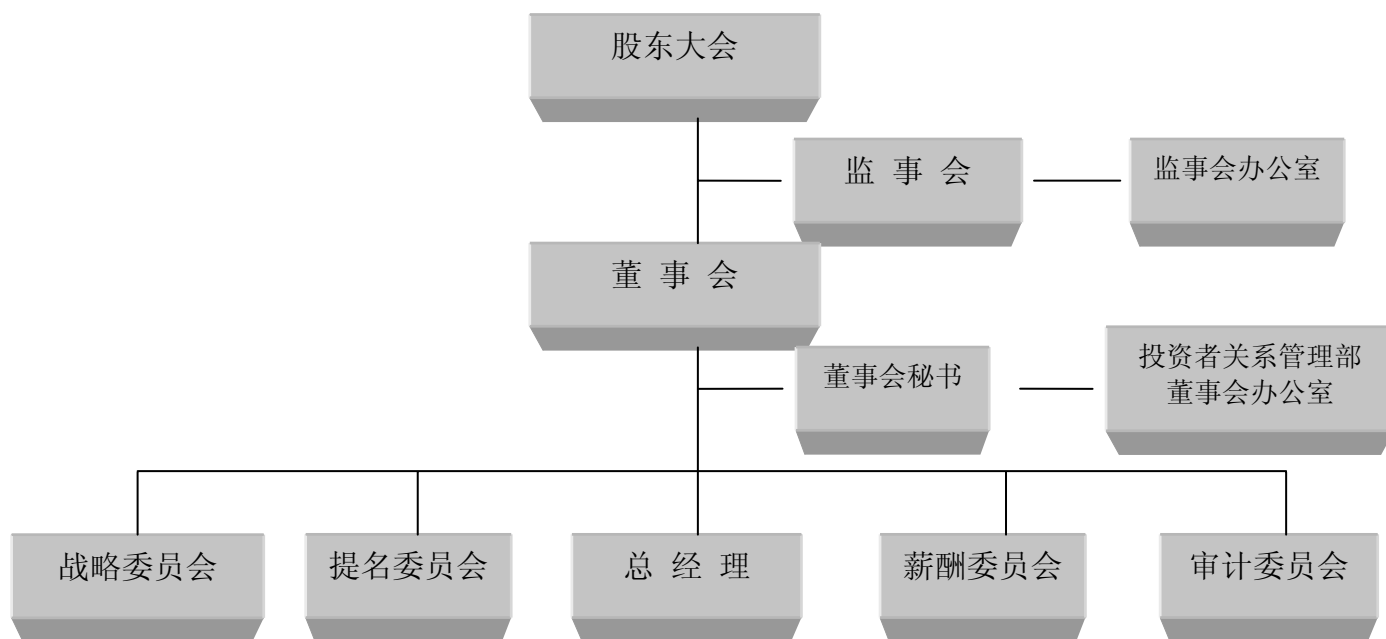 股东大会
监 事 会
监事会办公室
董 事 会
董事会秘书
投资者关系管理部
董事会办公室
战略委员会
提名委员会
总 经 理
薪酬委员会
审计委员会